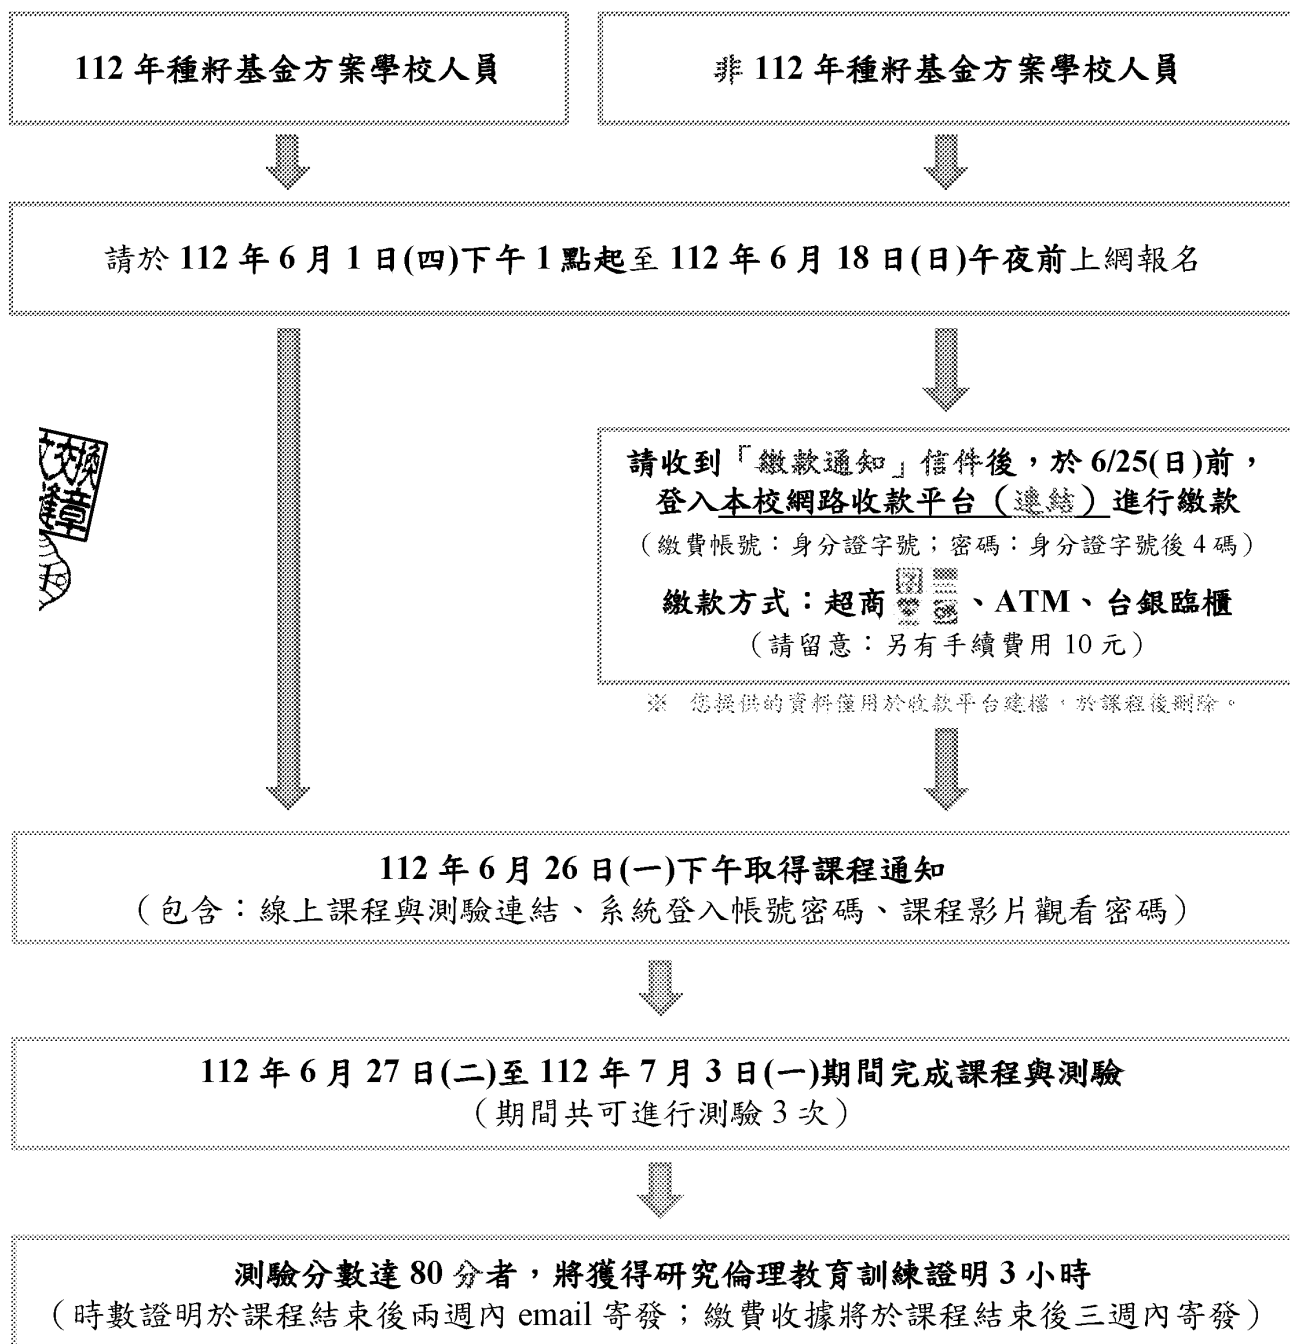 112 年種籽基金方案學校人員
非 112 年種籽基金方案學校人員
請於 112 年 6 月 1 日(四)下午 1 點起至 112 年 6 月 18 日(日)午夜前上網報名
交換
章
請收到「繳款通知」信件後，於 6/25(日)前，
登入本校網路收款平台（連結）進行繳款
（繳費帳號：身分證字號；密碼：身分證字號後 4 碼）
繳款方式：超商、ATM、台銀臨櫃
（請留意：另有手續費用 10 元）
※ 您提供的資料僅用於收款平台建檔，於課程後刪除。
112 年 6 月 26 日(一)下午取得課程通知
（包含：線上課程與測驗連結、系統登入帳號密碼、課程影片觀看密碼）
112 年 6 月 27 日(二)至 112 年 7 月 3 日(一)期間完成課程與測驗
（期間共可進行測驗 3 次）
測驗分數達 80 分者，將獲得研究倫理教育訓練證明 3 小時
（時數證明於課程結束後兩週內 email 寄發；繳費收據將於課程結束後三週內寄發）